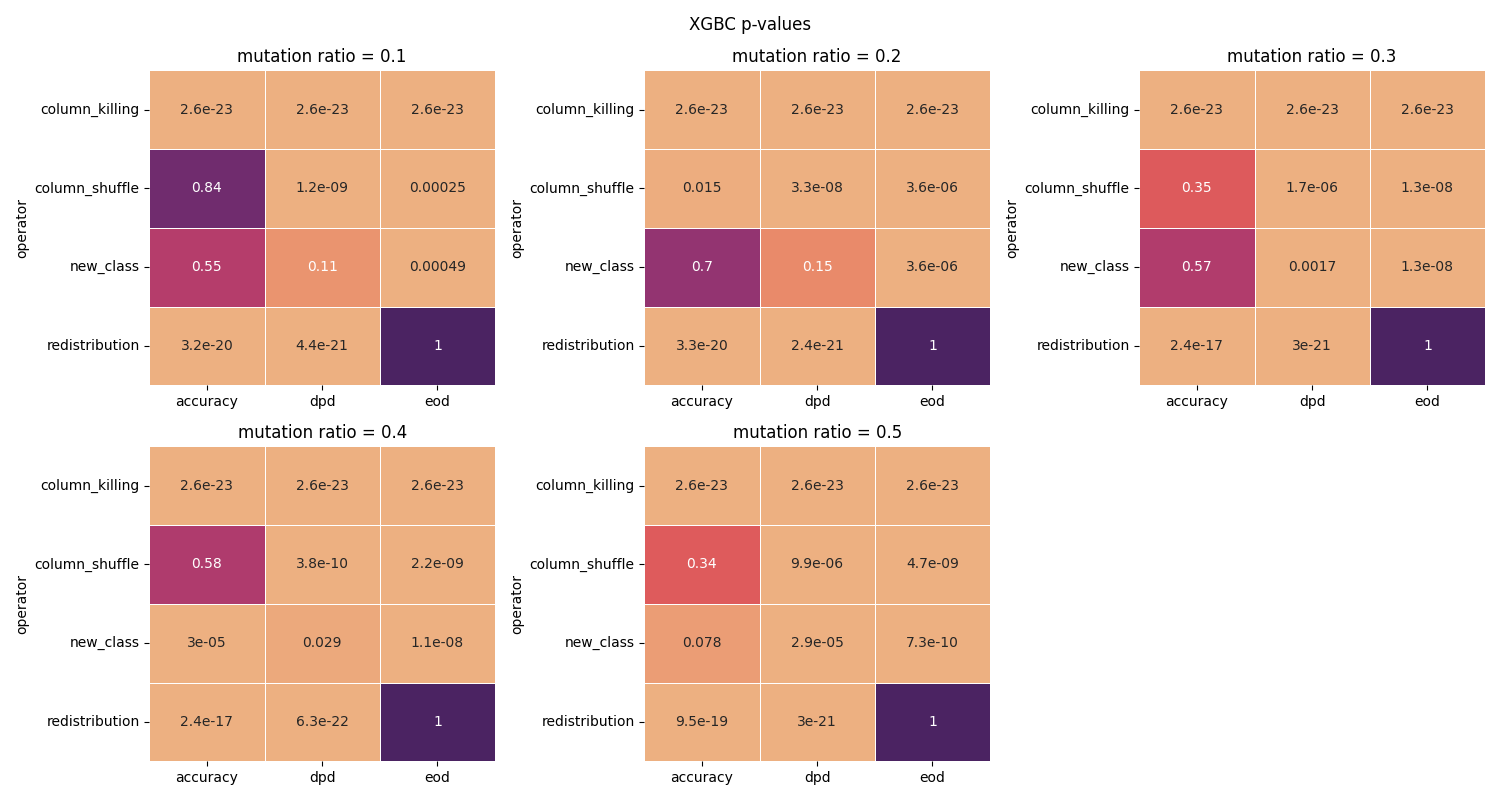 XGBC p-values
mutation ratio = 0.1
operator
column_killing 2.6e-23 2.6e-23 2.6e-23
column_shuffle 0.84 1.2e-09 0.00025
new_class 0.55 0.11 0.00049
redistribution 3.2e-20 4.4e-21 1
accuracy dpd eod
mutation ratio = 0.2
operator
column_killing 2.6e-23 2.6e-23 2.6e-23
column_shuffle 0.015 3.3e-08 3.6e-06
new_class 0.7 0.15 3.6e-06
redistribution 3.3e-20 2.4e-21 1
accuracy dpd eod
mutation ratio = 0.3
operator
column_killing 2.6e-23 2.6e-23 2.6e-23
column_shuffle 0.35 1.7e-06 1.3e-08
new_class 0.57 0.0017 1.3e-08
redistribution 2.4e-17 3e-21 1
accuracy dpd eod
mutation ratio = 0.4
operator
column_killing 2.6e-23 2.6e-23 2.6e-23
column_shuffle 0.58 3.8e-10 2.2e-09
new_class 3e-05 0.029 1.1e-08
redistribution 2.4e-17 6.3e-22 1
accuracy dpd eod
mutation ratio = 0.5
operator
column_killing 2.6e-23 2.6e-23 2.6e-23
column_shuffle 0.34 9.9e-06 4.7e-09
new_class 0.078 2.9e-05 7.3e-10
redistribution 9.5e-19 3e-21 1
accuracy dpd eod